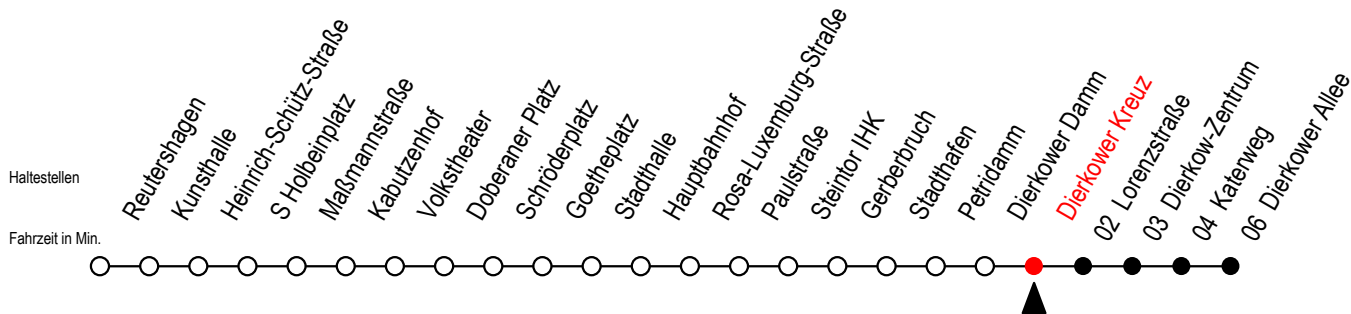 Haltestellen
Fahrzeit in Min.
Reutershagen
Kunsthalle
Heinrich-Schütz-Straße
S Holbeinplatz
Maßmannstraße
Kabutzenhof
Volkstheater
Doberaner Platz
Schröderplatz
Goetheplatz
Stadthalle
Hauptbahnhof
Rosa-Luxemburg-Straße
Paulstraße
Steintor IHK
Gerberbruch
Stadthafen
Petridamm
Dierkower Damm
Dierkower Kreuz
02 Lorenzstraße
03 Dierkow-Zentrum
04 Katerweg
06 Dierkower Allee